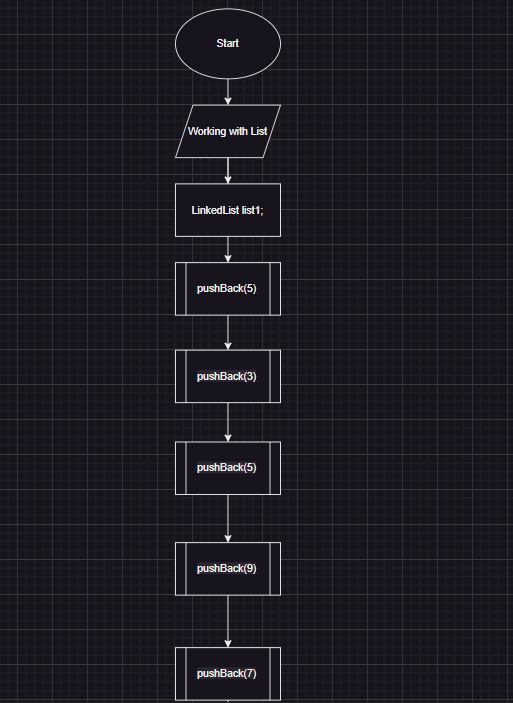 Start
Working with List
LinkedList list1;
pushBack(5)
pushBack(3)
pushBack(5)
pushBack(9)
pushBack(7)